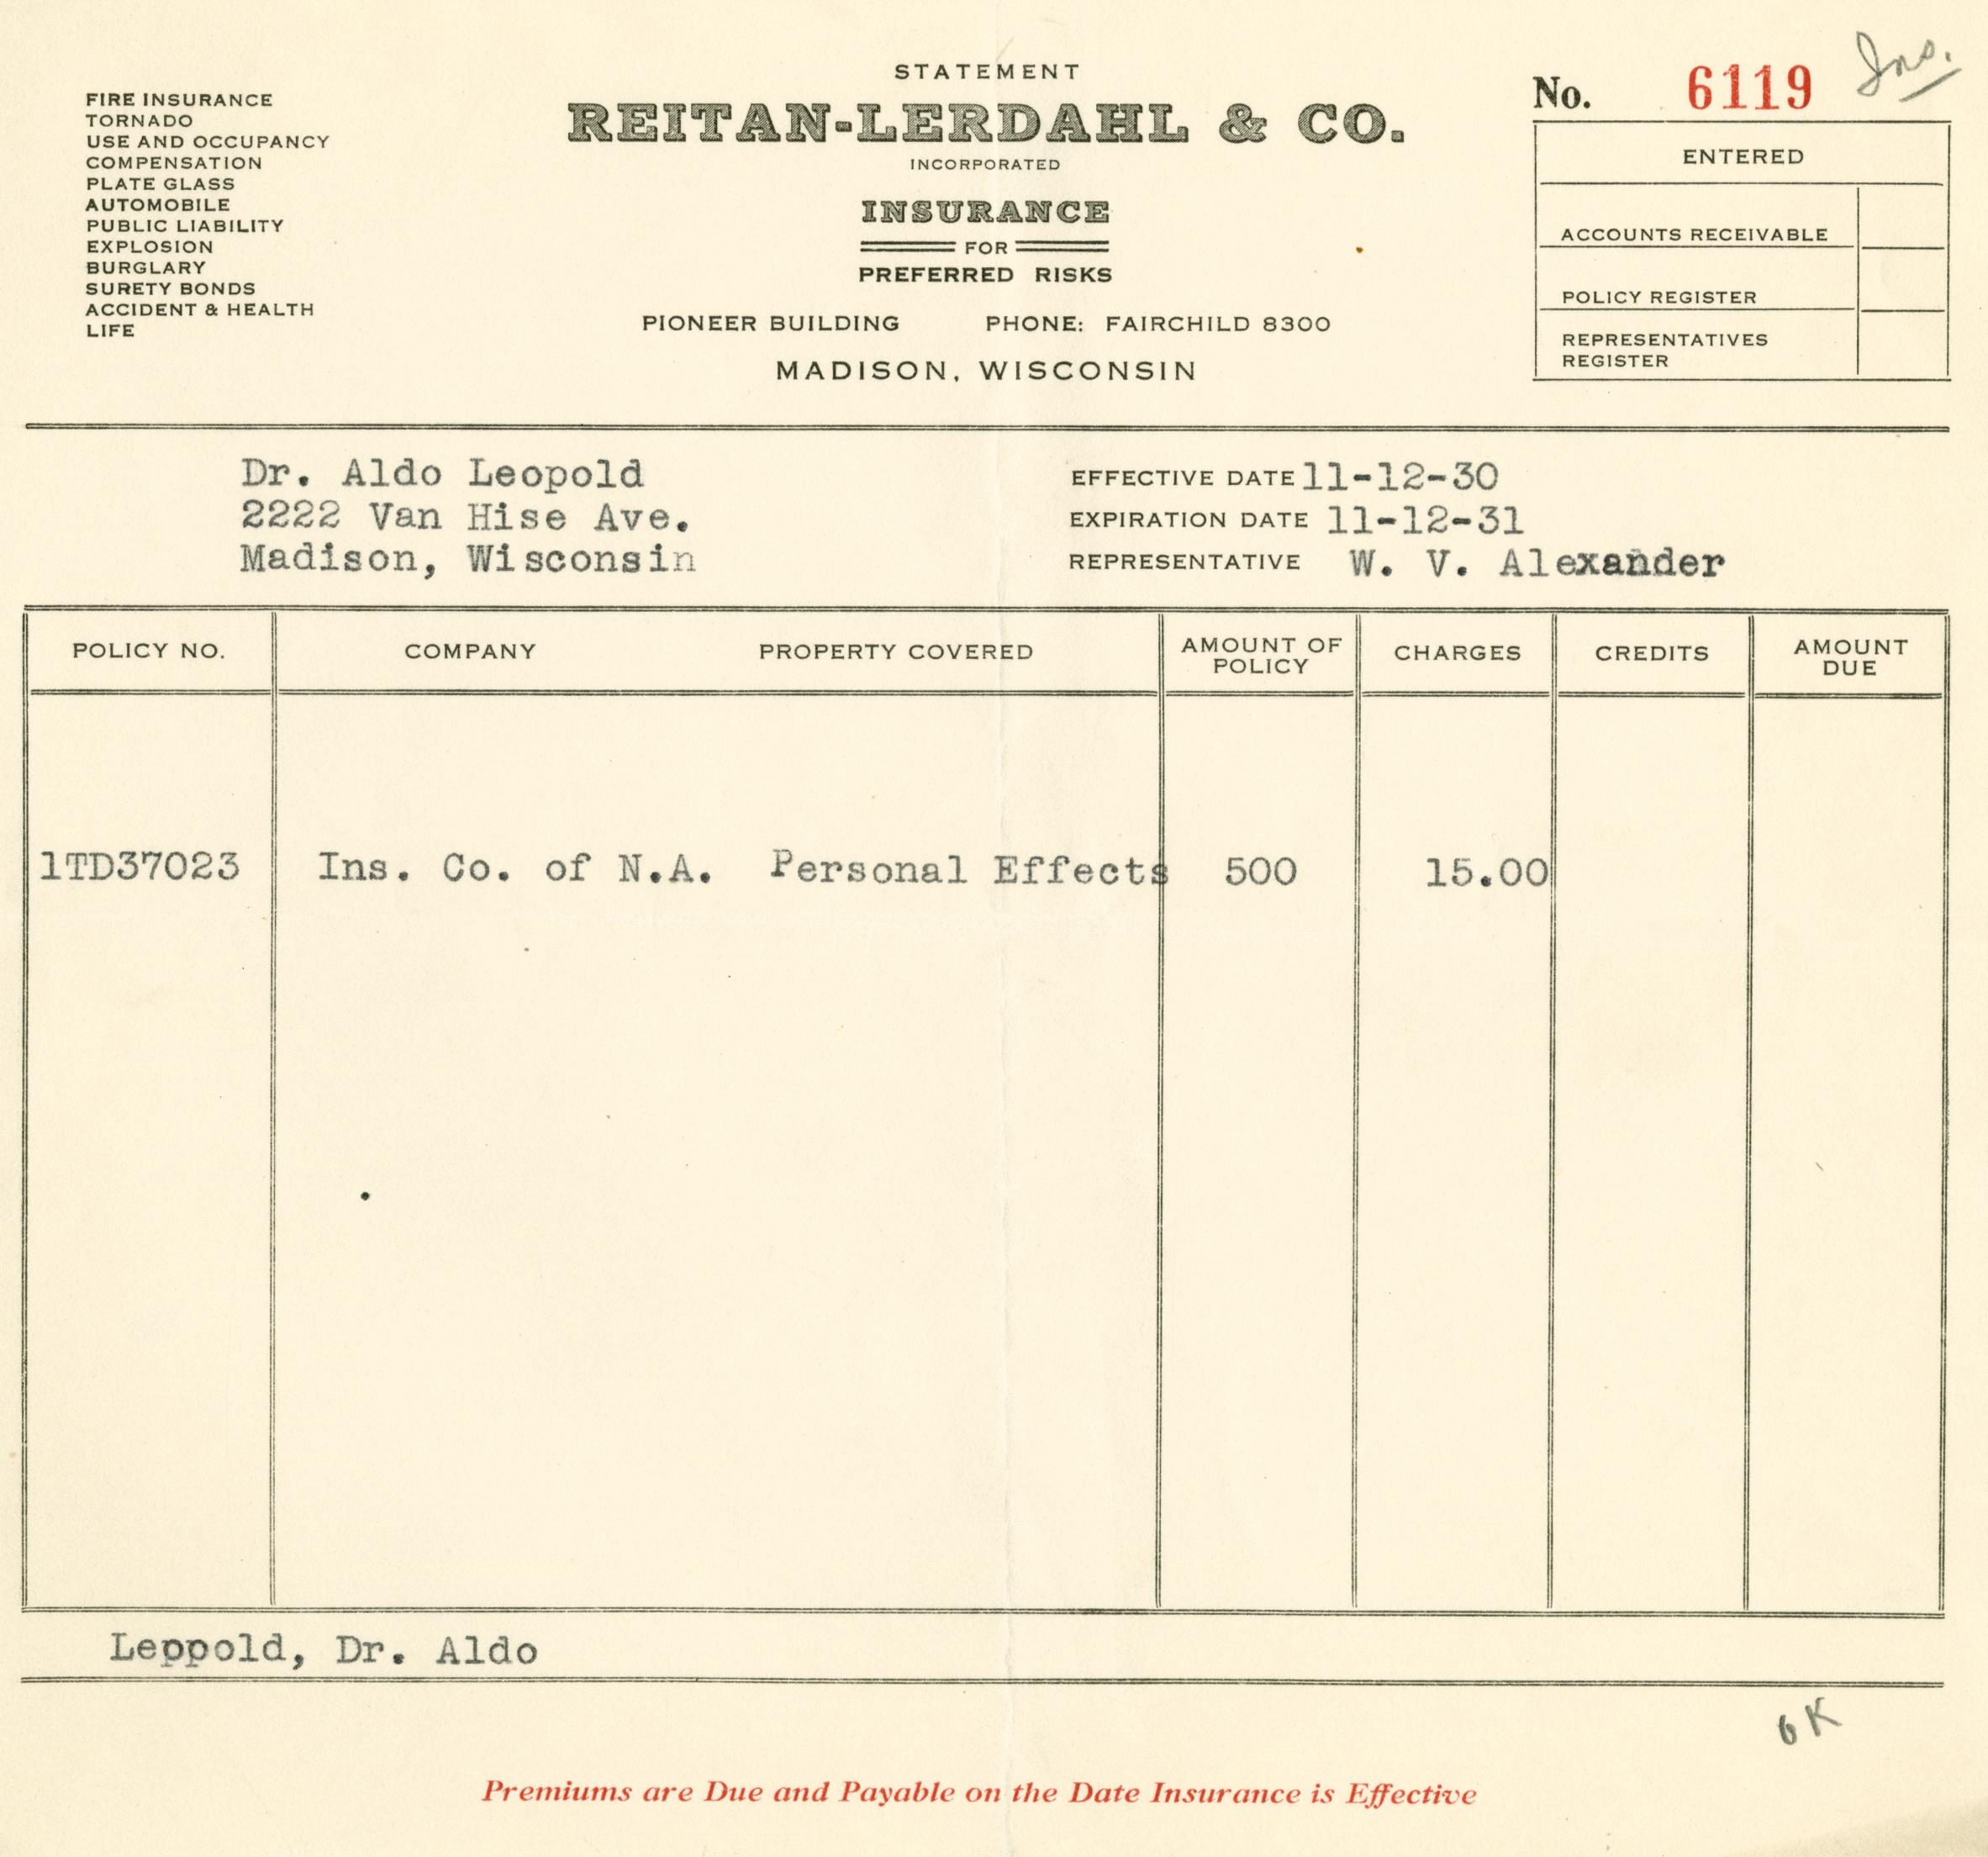 FIRE INSURANCE
TORNADO
USE AND OCCUPANCY
COMPENSATION
PLATE GLASS
AUTOMOBILE
PUBLIC LIABILITY
EXPLOSION
BURGLARY
SURETY BONDS
ACCIDENT & HEALTH
LIFE
STATEMENT
REITAN-LERDAHL & CO.
INCORPORATED
INSURANCE
FOR
PREFERRED RISKS
PIONEER BUILDING PHONE: FAIRCHILD 8300
MADISON, WISCONSIN
No. 6119 Ins.
ENTERED
ACCOUNTS RECEIVABLE
POLICY REGISTER
REPRESENTATIVES
REGISTER
Dr. Aldo Leopold
2222 Van Hise Ave.
Madison, Wisconsin
EFFECTIVE DATE 11-12-30
EXPIRATION DATE 11-12-31
REPRESENTATIVE W. V. Alexander
POLICY NO. COMPANY PROPERTY COVERED AMOUNT OF POLICY CHARGES CREDITS AMOUNT DUE
1TD37023 Ins. Co. of N.A. Personal Effects 500 15.00
Leppold, Dr. Aldo
OK
Premiums are Due and Payable on the Date Insurance is Effective